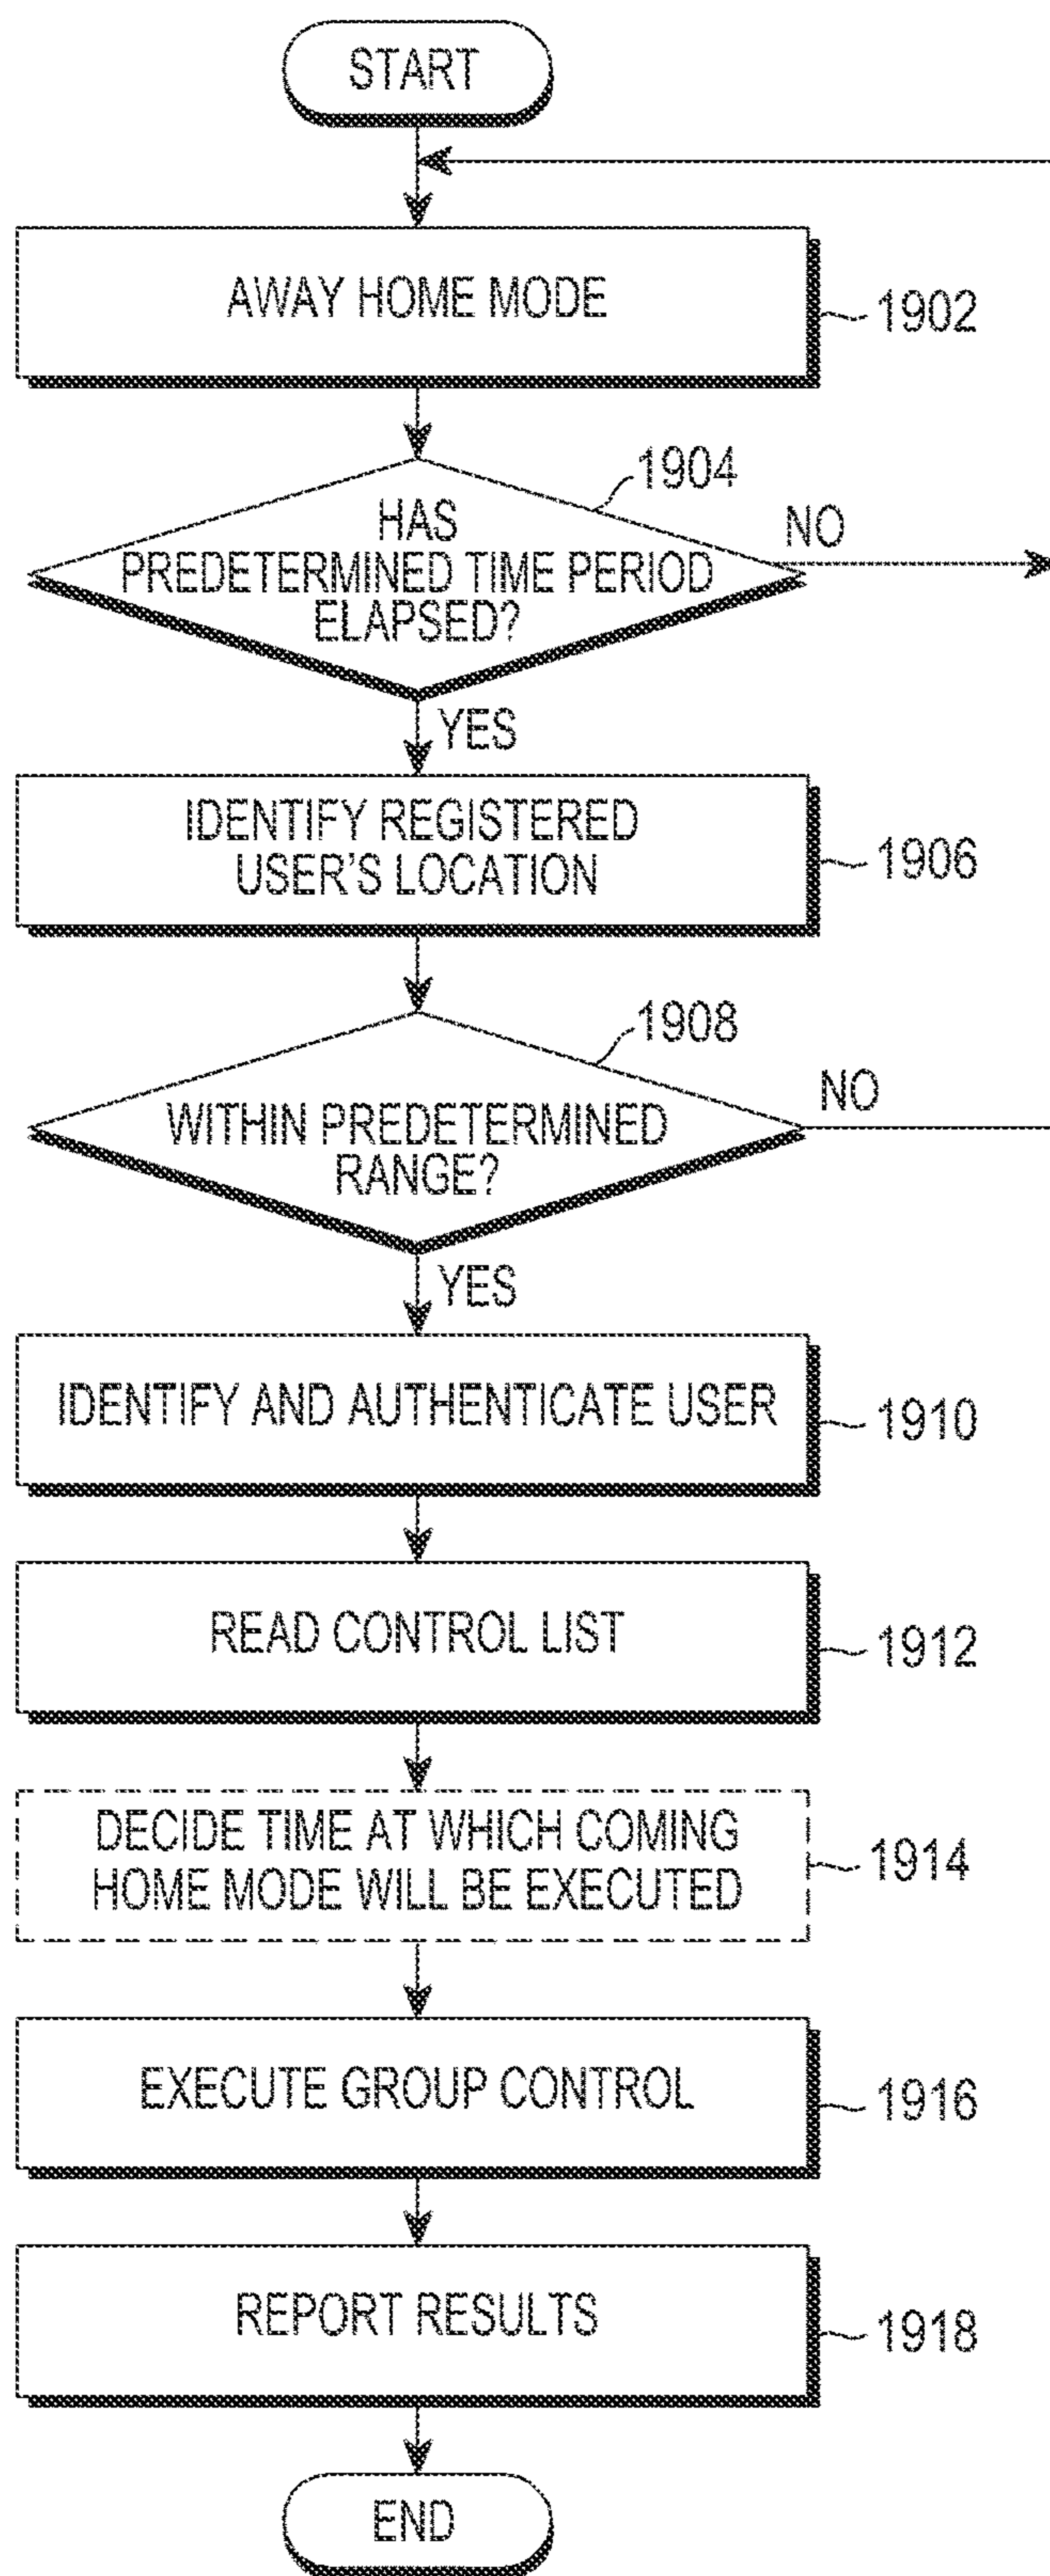 START
AWAY HOME MODE
1902
1904
HAS
PREDETERMINED TIME PERIOD
ELAPSED?
NO
YES
IDENTIFY REGISTERED
USER'S LOCATION
1906
1908
WITHIN PREDETERMINED
RANGE?
NO
YES
IDENTIFY AND AUTHENTICATE USER
1910
READ CONTROL LIST
1912
DECIDE TIME AT WHICH COMING
HOME MODE WILL BE EXECUTED
1914
EXECUTE GROUP CONTROL
1916
REPORT RESULTS
1918
END